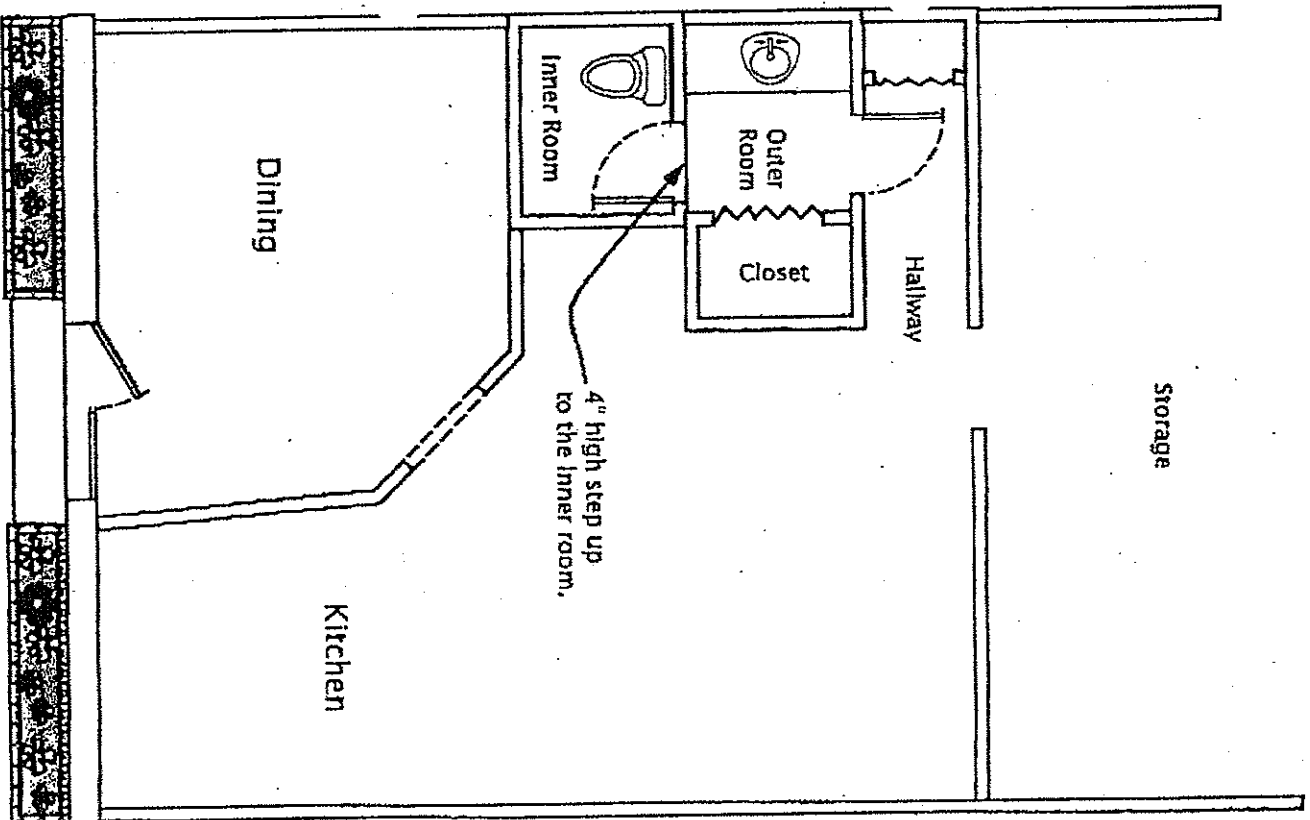 Storage
Hallway
Outer
Room
Closet
4" high step up
to the inner room.
Inner Room
Kitchen
Dining